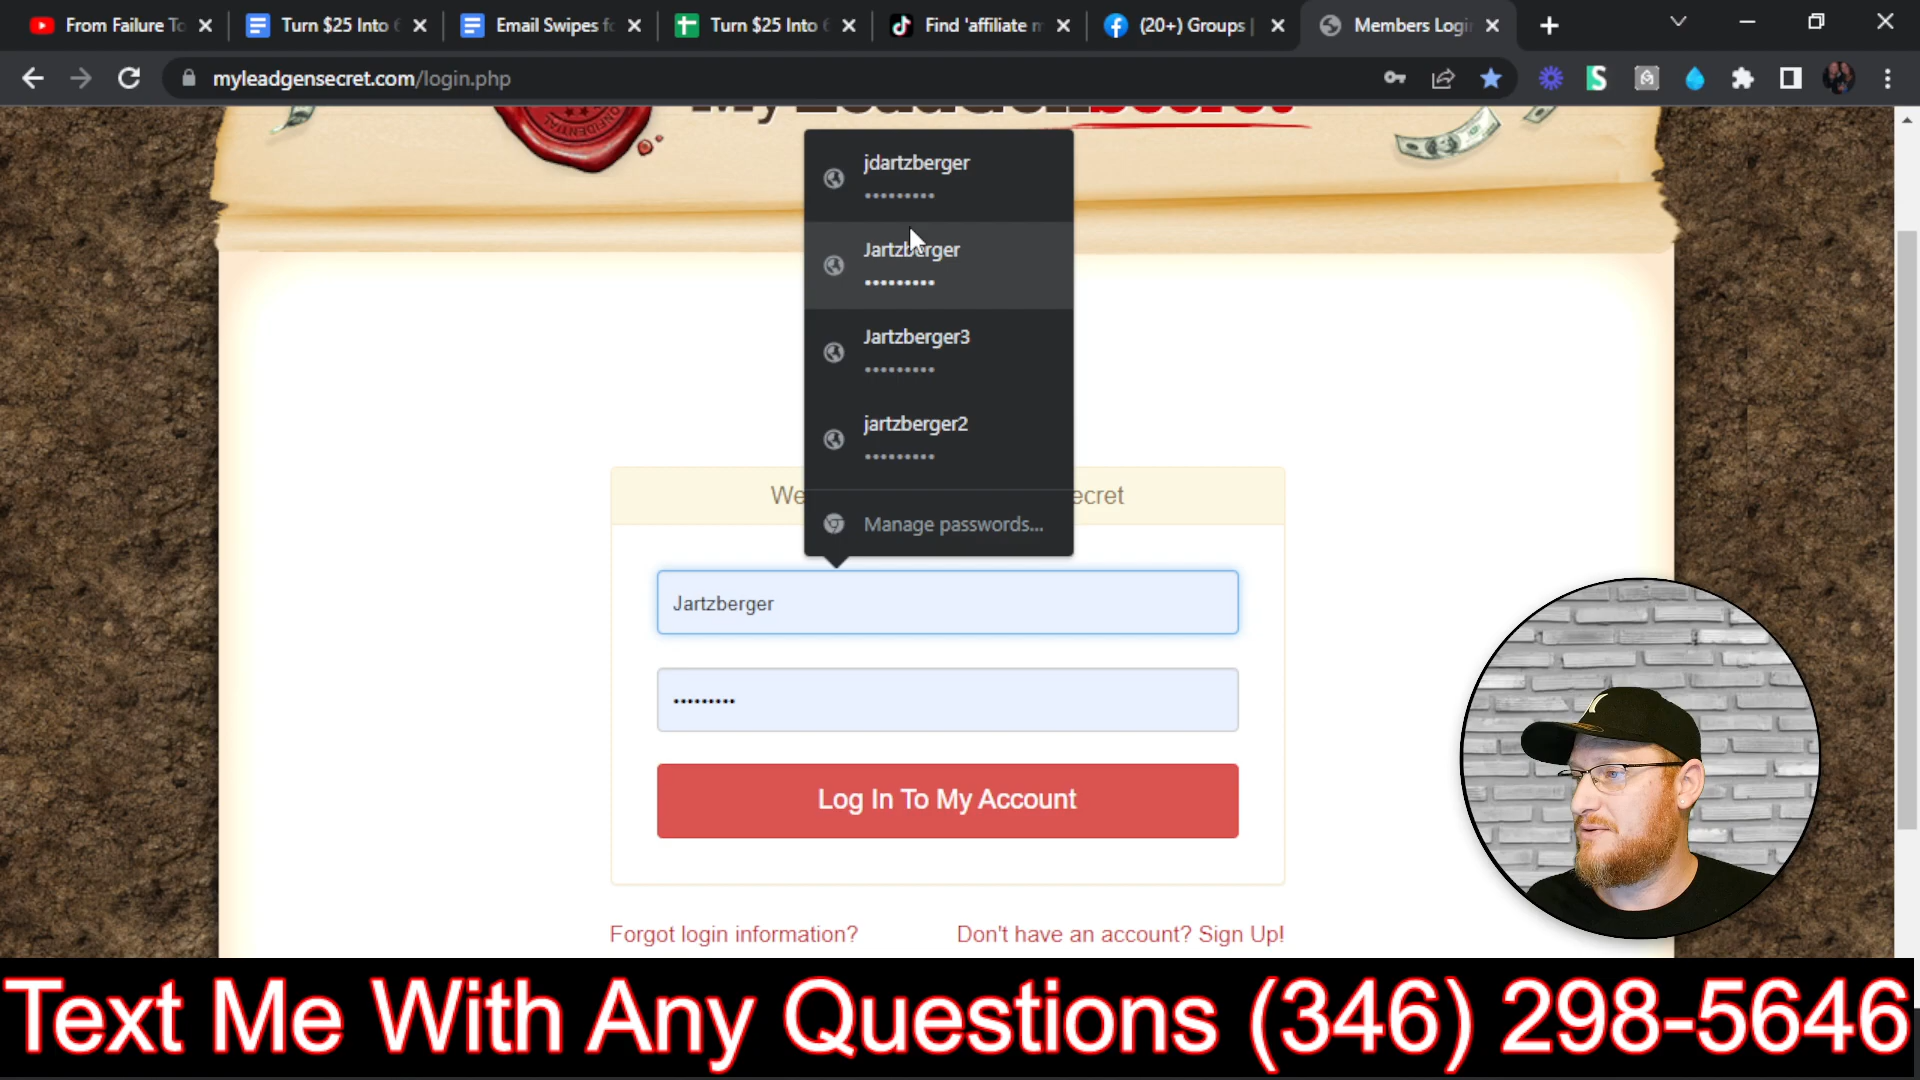 From Failure To
Turn $25 Into
Email Swipes fo
Turn $25 Into
Find 'affiliate m
(20+) Groups |
Members Logi
myleadgensecret.com/login.php
CONFIDENTIAL
jdartzberger
•••••••••
Jartzberger
•••••••••
Jartzberger3
•••••••••
jartzberger2
•••••••••
Manage passwords...
We
ecret
Jartzberger
•••••••••
Log In To My Account
Forgot login information?
Don't have an account? Sign Up!
Text Me With Any Questions (346) 298-5646